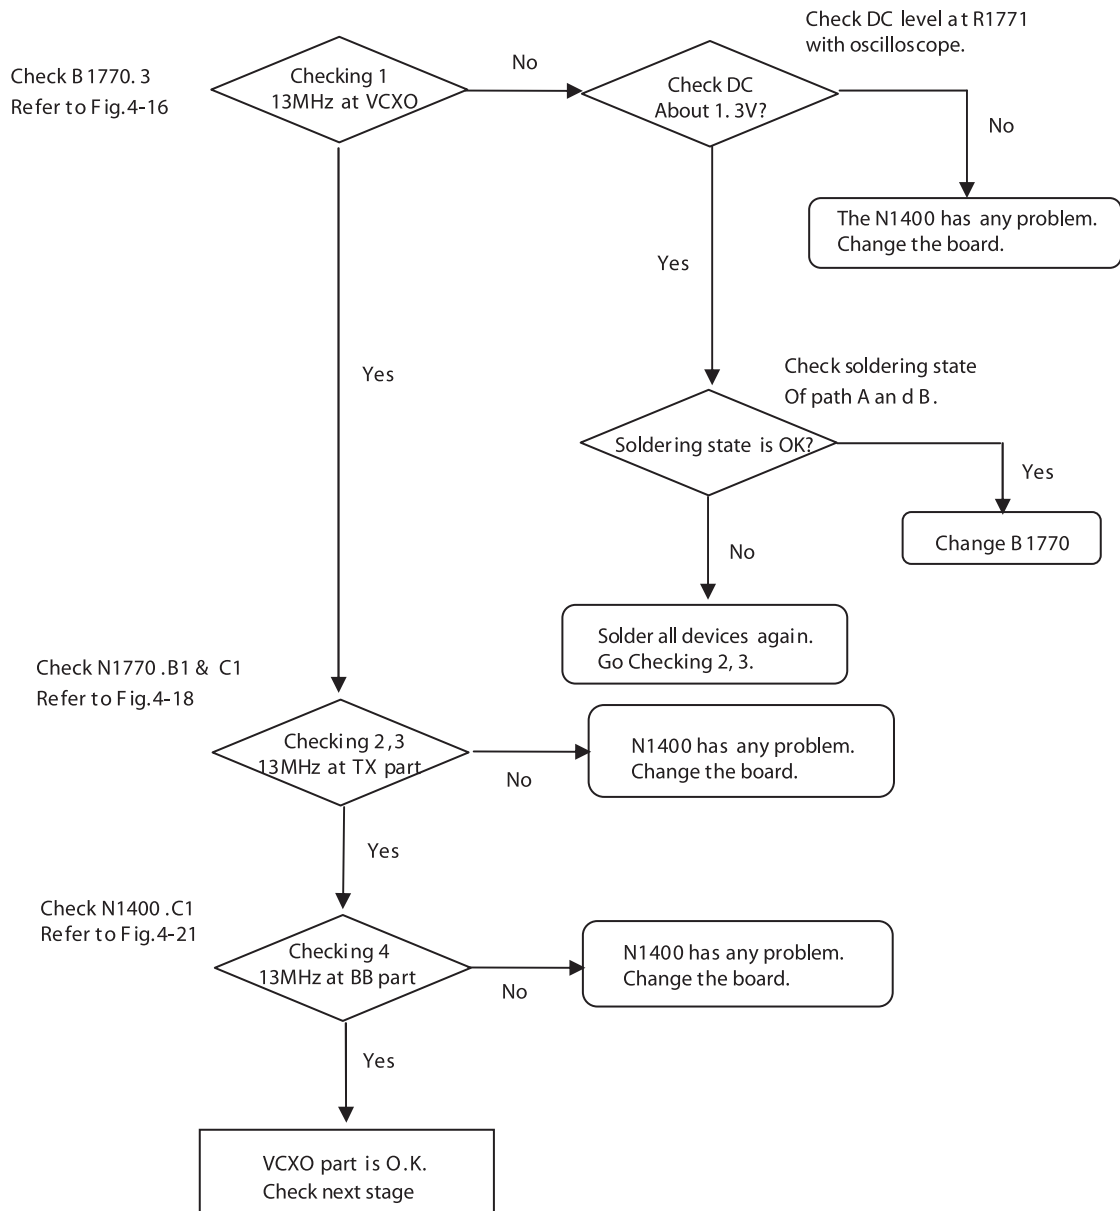 Check DC level at R1771
with oscilloscope.
Check B1770.3
Refer to Fig.4-16
Checking 1
13MHz at VCXO
No
Check DC
About 1.3V?
No
The N1400 has any problem.
Change the board.
Yes
Yes
Check soldering state
Of path A and B.
Soldering state is OK?
Yes
Change B1770
No
Solder all devices again.
Go Checking 2, 3.
Check N1770.B1 & C1
Refer to Fig.4-18
Checking 2,3
13MHz at TX part
No
N1400 has any problem.
Change the board.
Yes
Check N1400.C1
Refer to Fig.4-21
Checking 4
13MHz at BB part
No
N1400 has any problem.
Change the board.
Yes
VCXO part is O.K.
Check next stage